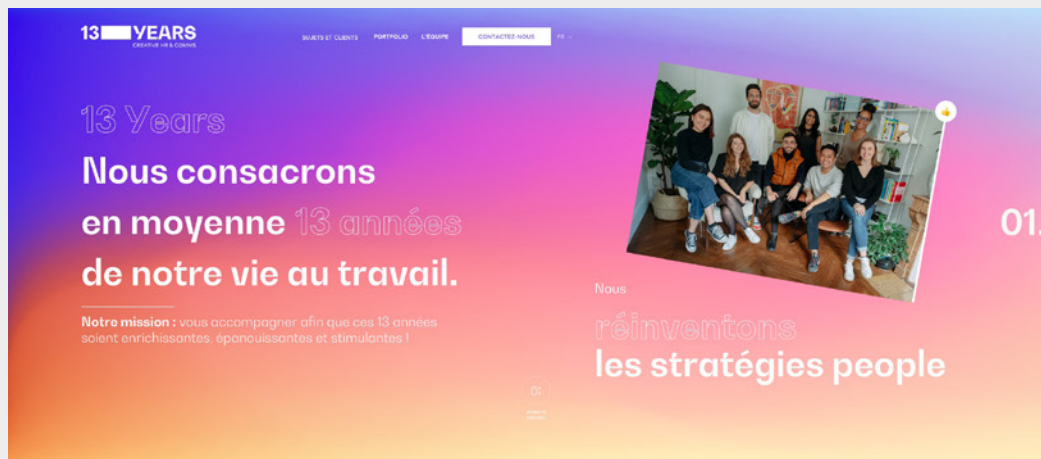 13 YEARS
CREATIVE HR & COMMS
SUJETS ET CLIENTS
PORTFOLIO
L'ÉQUIPE
CONTACTEZ-NOUS
FR
13 Years
Nous consacrons
en moyenne 13 années
de notre vie au travail.
Notre mission : vous accompagner afin que ces 13 années
soient enrichissantes, épanouissantes et stimulantes !
Nous
réinventons
les stratégies people
01.